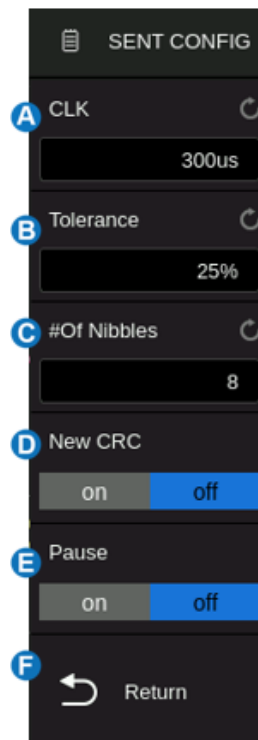 SENT CONFIG
A CLK
300us
B Tolerance
25%
C #Of Nibbles
8
D New CRC
on off
E Pause
on off
F Return